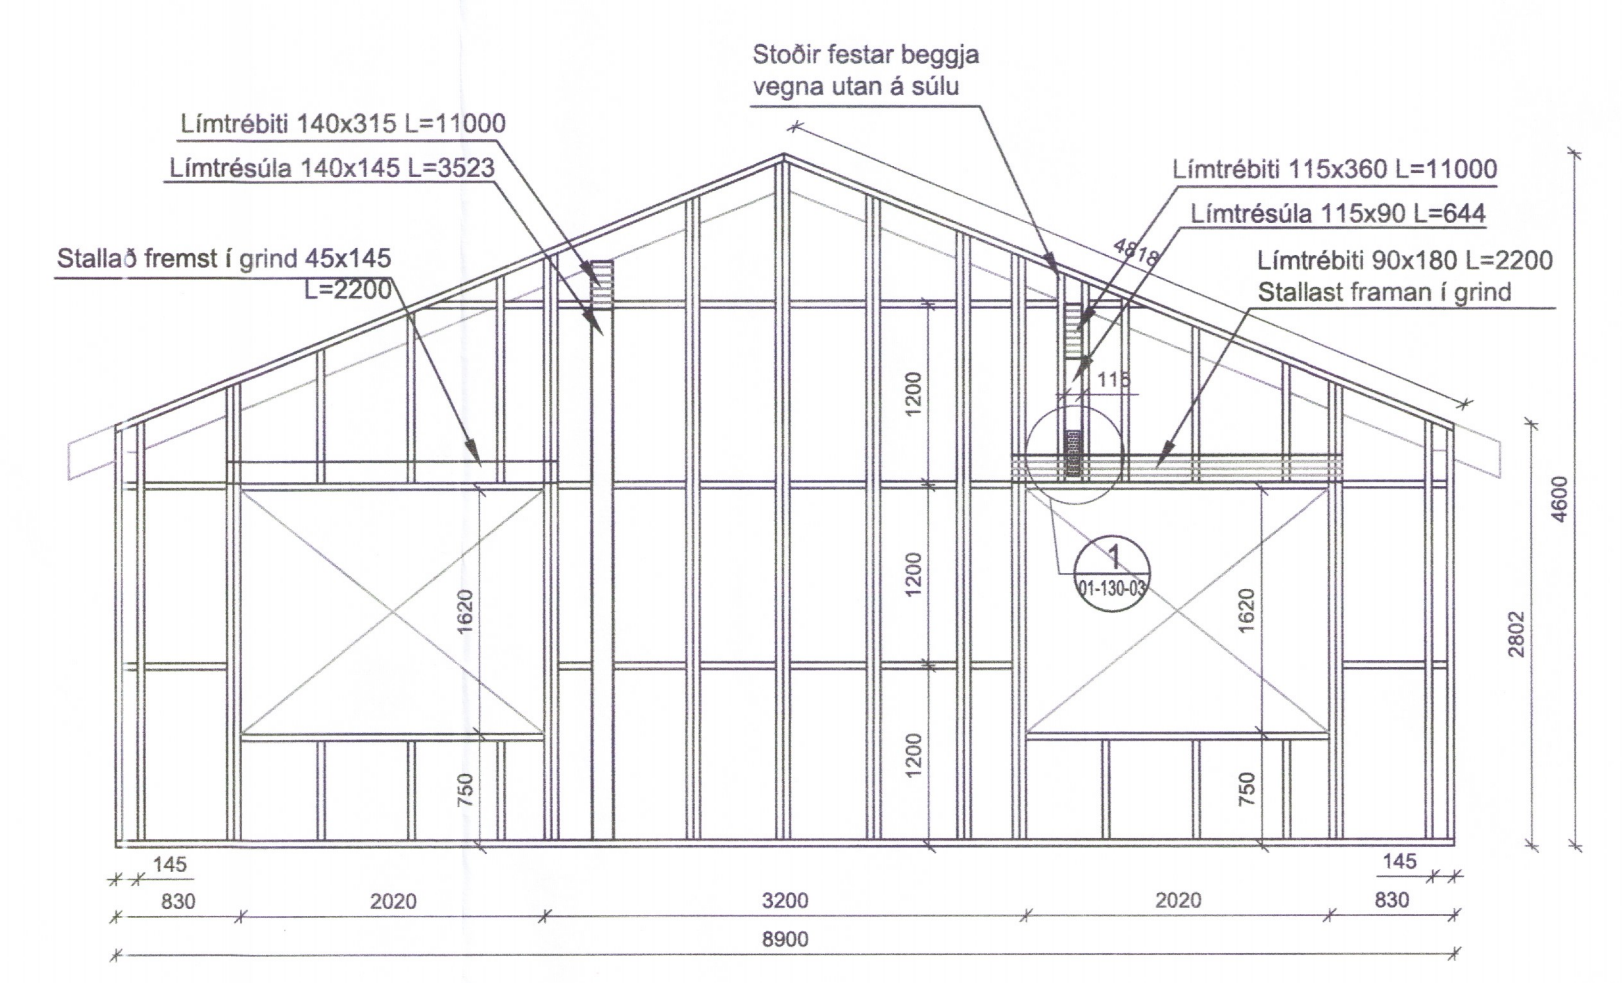 Stoðir festar beggja
vegna utan á súlu
Límtrébiti 140x315 L=11000
Límtrésúla 140x145 L=3523
Límtrébiti 115x360 L=11000
Límtrésúla 115x90 L=644
Stallað fremst í grind 45x145
L=2200
4818
Límtrébiti 90x180 L=2200
Stallast framan í grind
115
1200
1200
1200
4600
2802
1
01-130-03
1620
1620
750
750
145
145
830
2020
3200
2020
830
8900